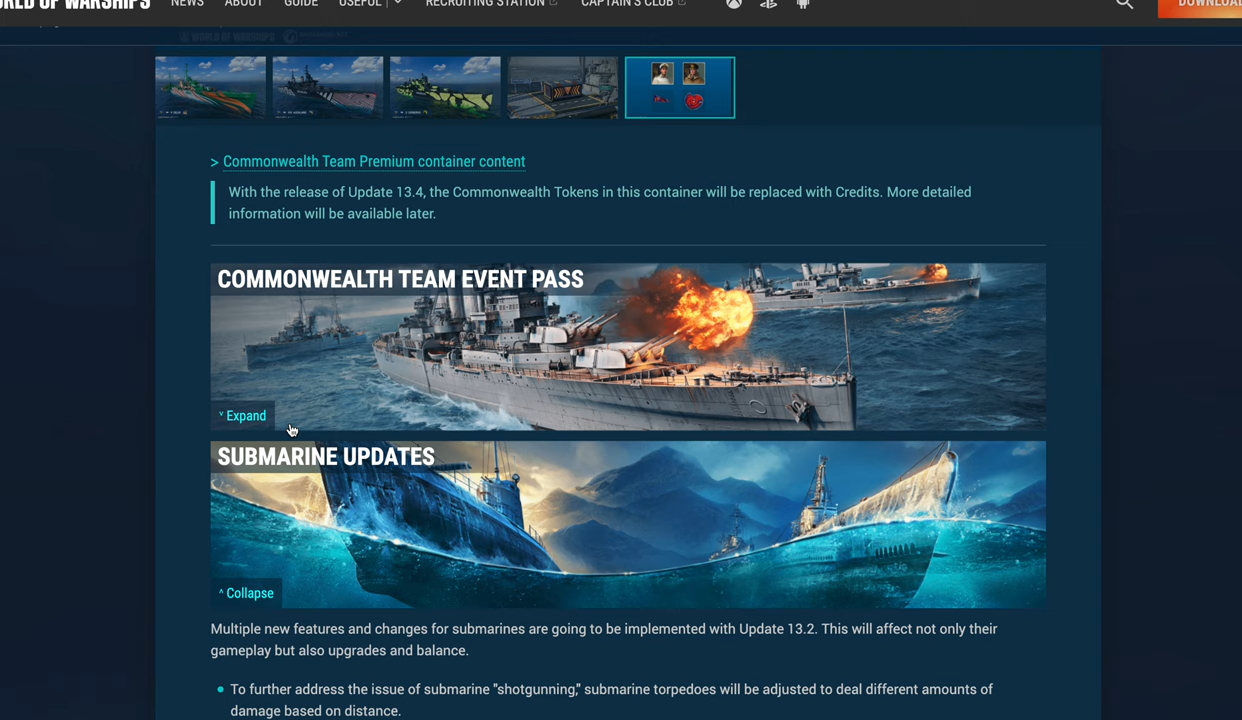 WORLD OF WARSHIPS NEWS ABOUT GUIDE USEFUL RECRUITING STATION CAPTAIN'S CLUB DOWNLOAD
WORLD OF WARSHIPS
> Commonwealth Team Premium container content
With the release of Update 13.4, the Commonwealth Tokens in this container will be replaced with Credits. More detailed
information will be available later.
COMMONWEALTH TEAM EVENT PASS
˅ Expand
SUBMARINE UPDATES
^ Collapse
Multiple new features and changes for submarines are going to be implemented with Update 13.2. This will affect not only their
gameplay but also upgrades and balance.
• To further address the issue of submarine "shotgunning," submarine torpedoes will be adjusted to deal different amounts of
damage based on distance.